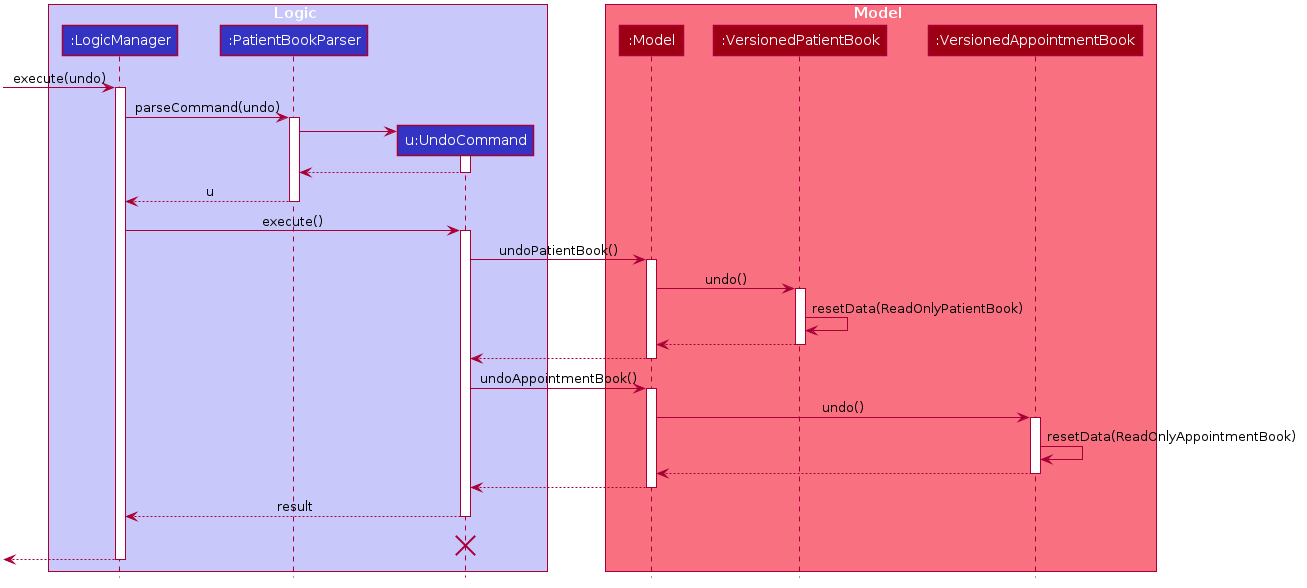 Logic
Model
:LogicManager
:PatientBookParser
:Model
:VersionedPatientBook
:VersionedAppointmentBook
execute(undo)
parseCommand(undo)
u:UndoCommand
u
execute()
undoPatientBook()
undo()
resetData(ReadOnlyPatientBook)
undoAppointmentBook()
undo()
resetData(ReadOnlyAppointmentBook)
result